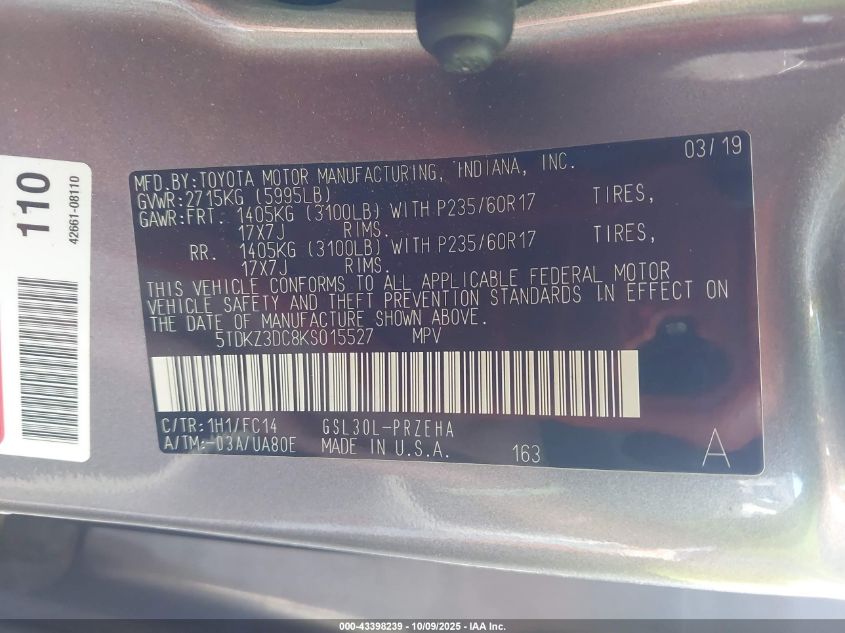 110
42661-08110
MFD.BY:TOYOTA MOTOR MANUFACTURING, INDIANA, INC. 03/19
GVWR:2715KG (5995LB)
GAWR:FRT. 1405KG (3100LB) WITH P235/60R17 TIRES,
17X7J RIMS.
RR. 1405KG (3100LB) WITH P235/60R17 TIRES,
17X7J RIMS.
THIS VEHICLE CONFORMS TO ALL APPLICABLE FEDERAL MOTOR
VEHICLE SAFETY AND THEFT PREVENTION STANDARDS IN EFFECT ON
THE DATE OF MANUFACTURE SHOWN ABOVE.
5TDKZ3DC8KS015527 MPV
C/TR:1H1/FC14 GSL30L-PRZEHA
A/TM:-03A/UA80E MADE IN U.S.A. 163 A
000-43398239 - 10/09/2025 - IAA Inc.